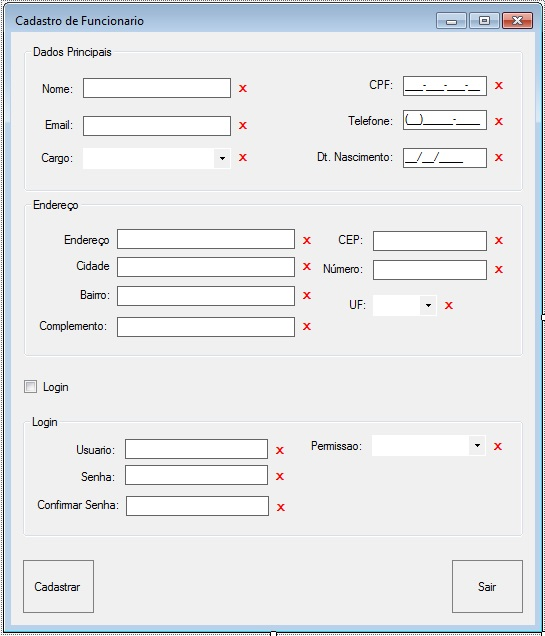 Cadastro de Funcionario
Dados Principais
Nome: x
CPF: ___-___-___-__ x
Email: x
Telefone: (__)_____-____ x
Cargo: x
Dt. Nascimento: __/__/____ x
Endereço
Endereço x
CEP: x
Cidade x
Número: x
Bairro: x
UF: x
Complemento: x
Login
Login
Usuario: x
Permissao: x
Senha: x
Confirmar Senha: x
Cadastrar
Sair